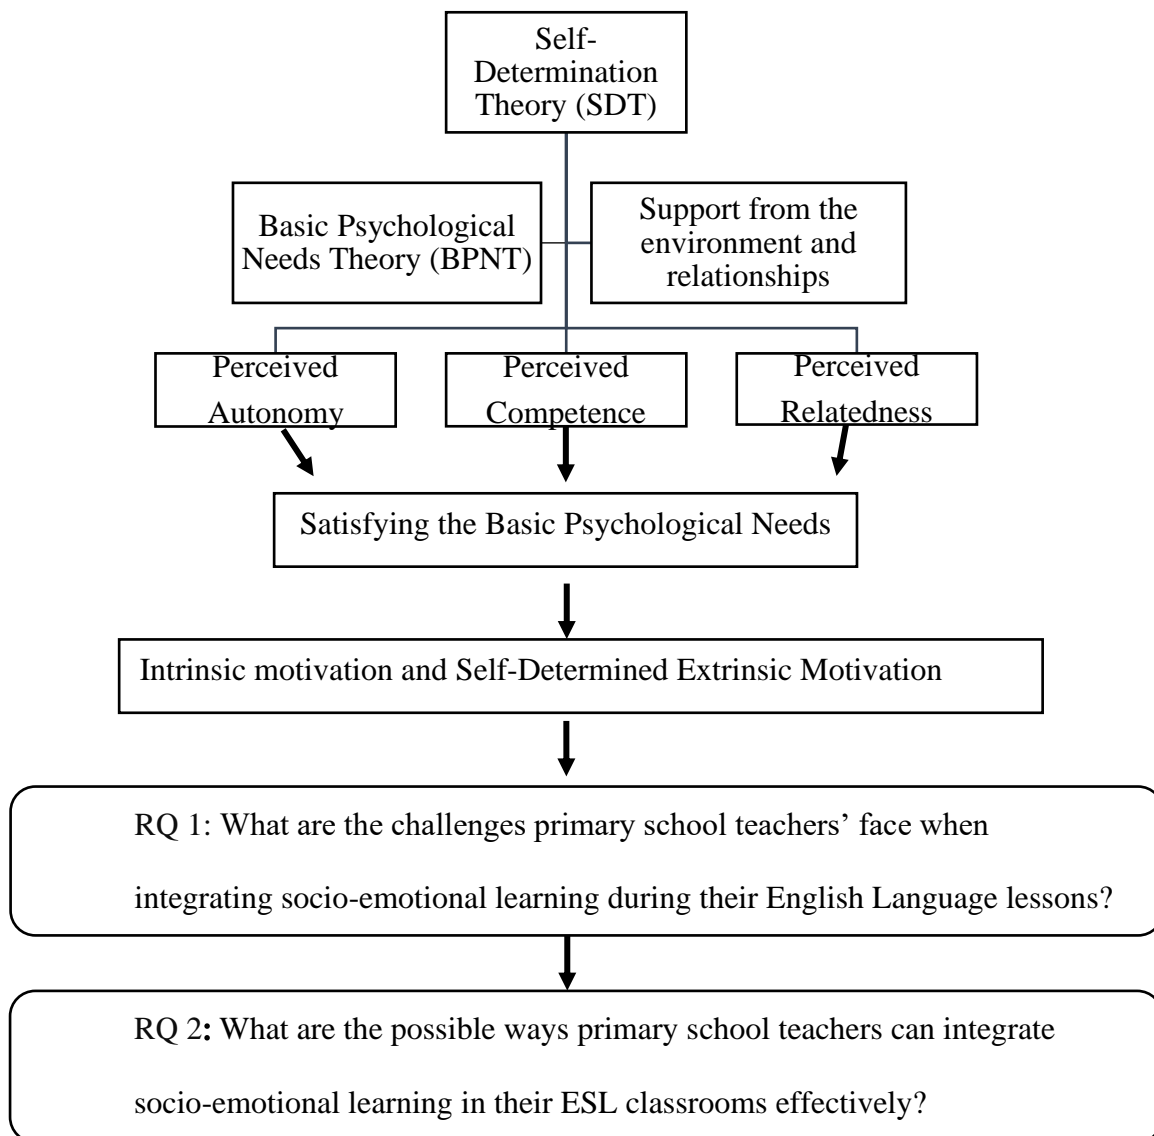 Self-
Determination
Theory (SDT)
Basic Psychological
Needs Theory (BPNT)
Support from the
environment and
relationships
Perceived
Autonomy
Perceived
Competence
Perceived
Relatedness
Satisfying the Basic Psychological Needs
Intrinsic motivation and Self-Determined Extrinsic Motivation
RQ 1: What are the challenges primary school teachers’ face when
integrating socio-emotional learning during their English Language lessons?
RQ 2: What are the possible ways primary school teachers can integrate
socio-emotional learning in their ESL classrooms effectively?